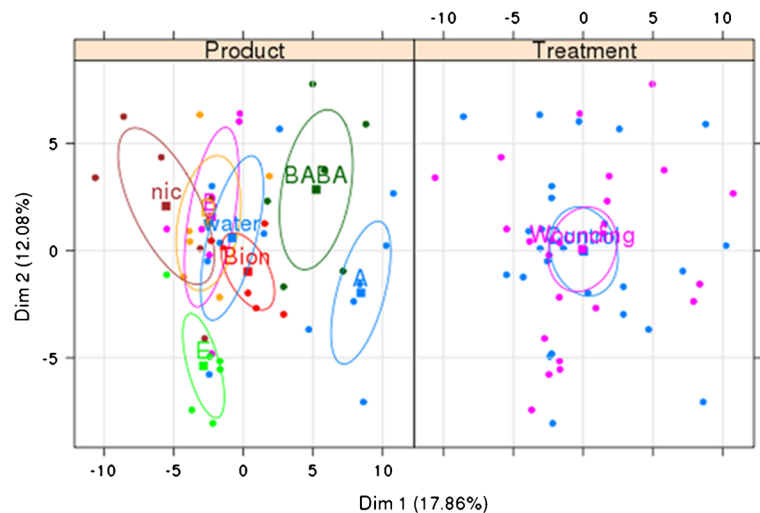 -10 -5 0 5 10
Product Treatment
5
0
-5
nic
BABA
water
Bion
A
E
Wounding
-10 -5 0 5 10
Dim 1 (17.86%)
Dim 2 (12.08%)